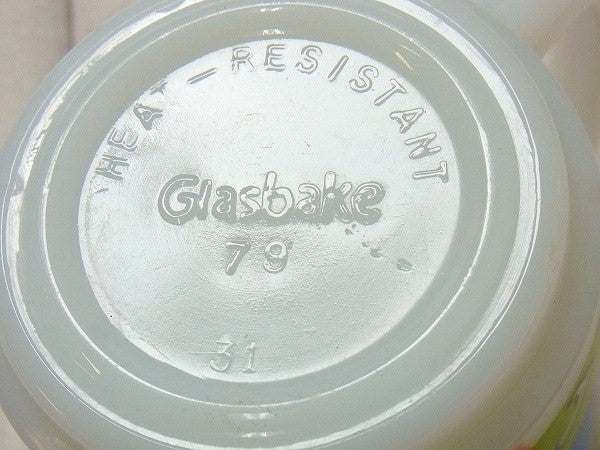 HEAT-RESISTANT
Glasbake
79
31